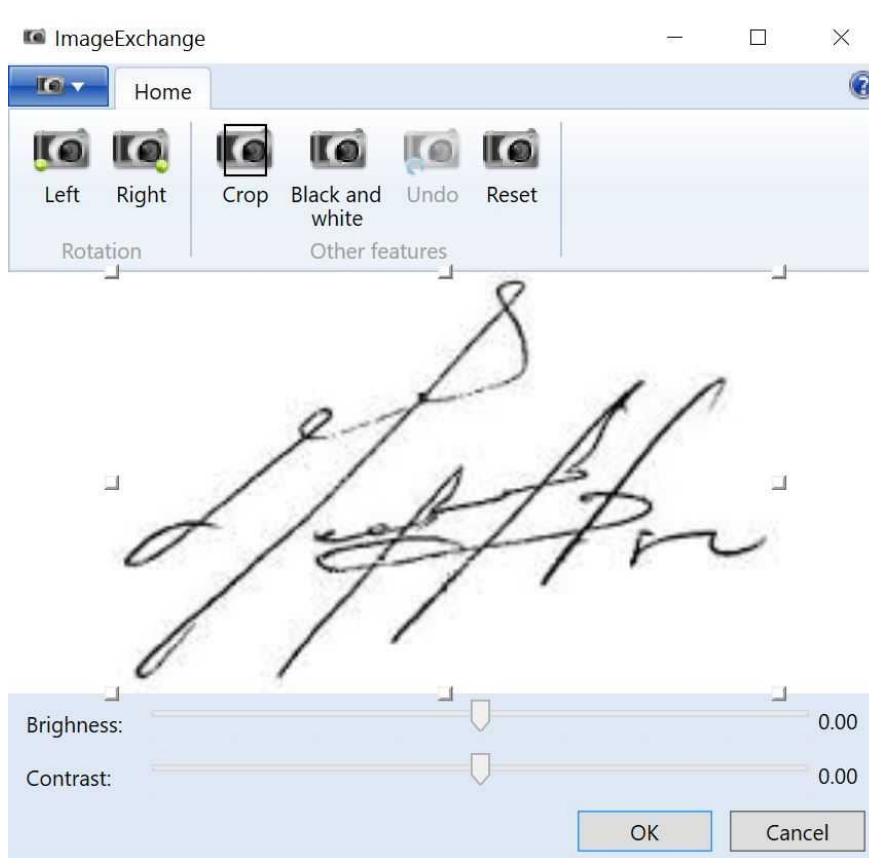 ImageExchange
Home
Left
Right
Crop
Black and
white
Undo
Reset
Rotation
Other features
Brighness:
0.00
Contrast:
0.00
OK
Cancel